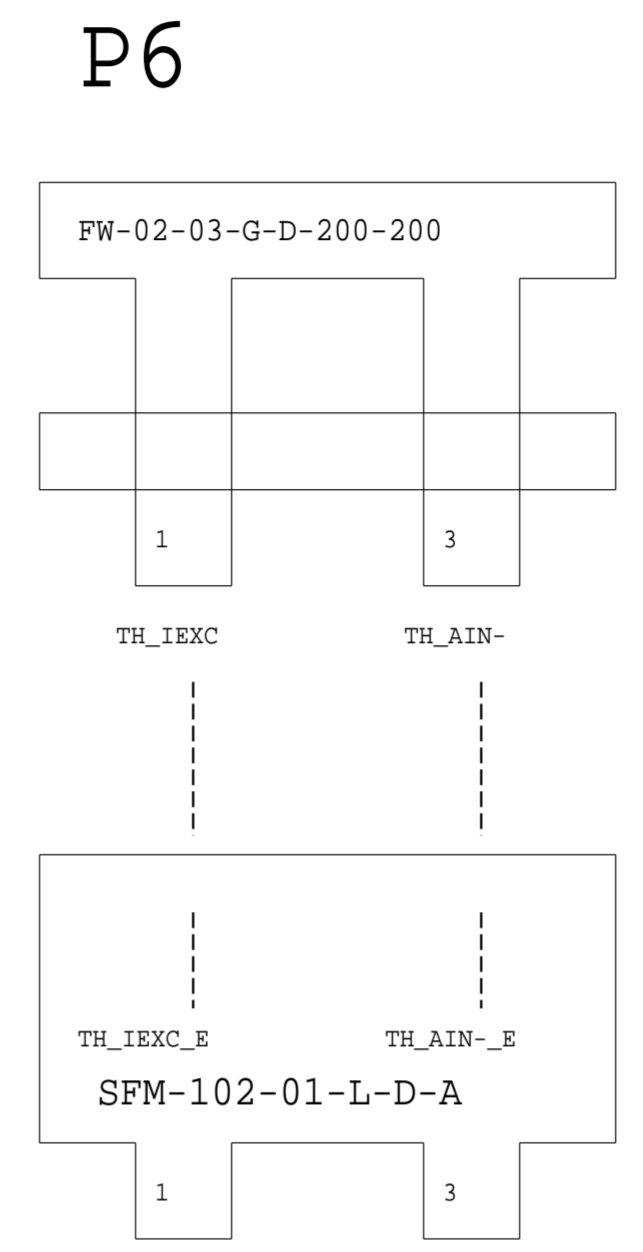 P6
FW-02-03-G-D-200-200
1 3
TH_IEXC TH_AIN-
TH_IEXC_E TH_AIN-_E
SFM-102-01-L-D-A
1 3